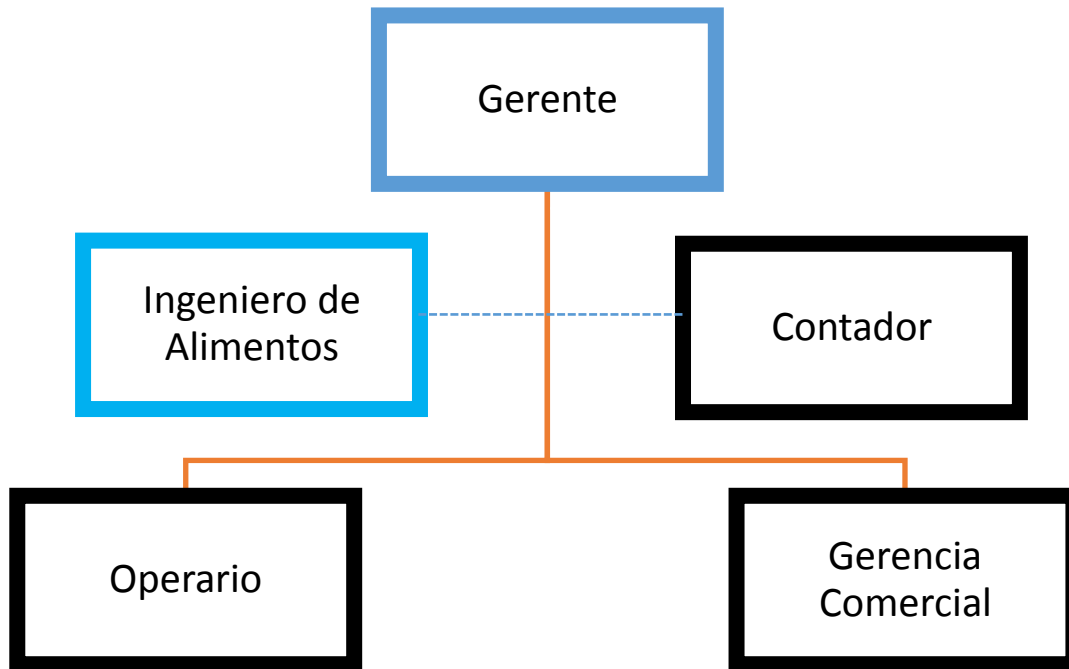 Gerente
Ingeniero de
Alimentos
Contador
Operario
Gerencia
Comercial